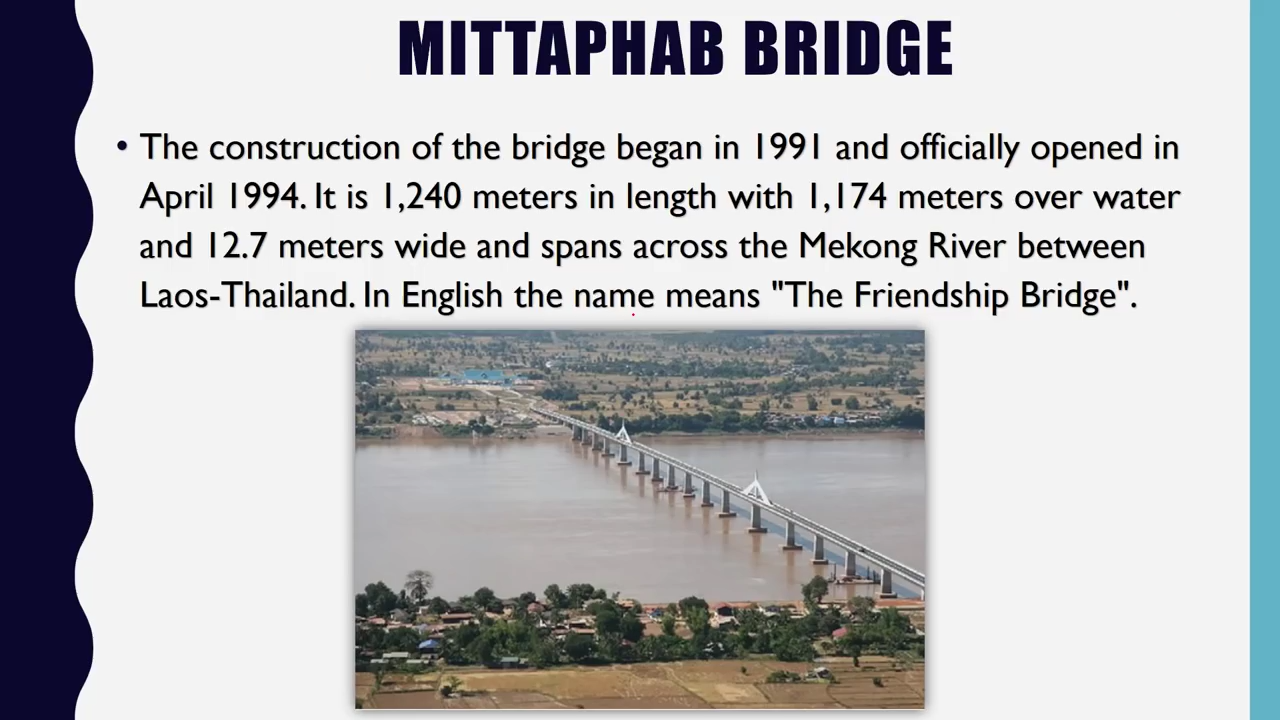 MITTAPHAB BRIDGE
• The construction of the bridge began in 1991 and officially opened in
April 1994. It is 1,240 meters in length with 1,174 meters over water
and 12.7 meters wide and spans across the Mekong River between
Laos-Thailand. In English the name means "The Friendship Bridge".